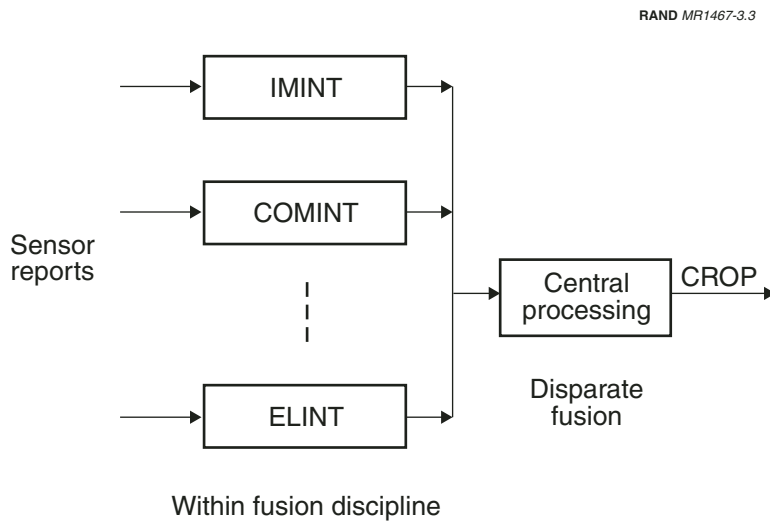 RAND MR1467-3.3
IMINT
COMINT
Sensor
reports
Central
processing
CROP
Disparate
fusion
ELINT
Within fusion discipline